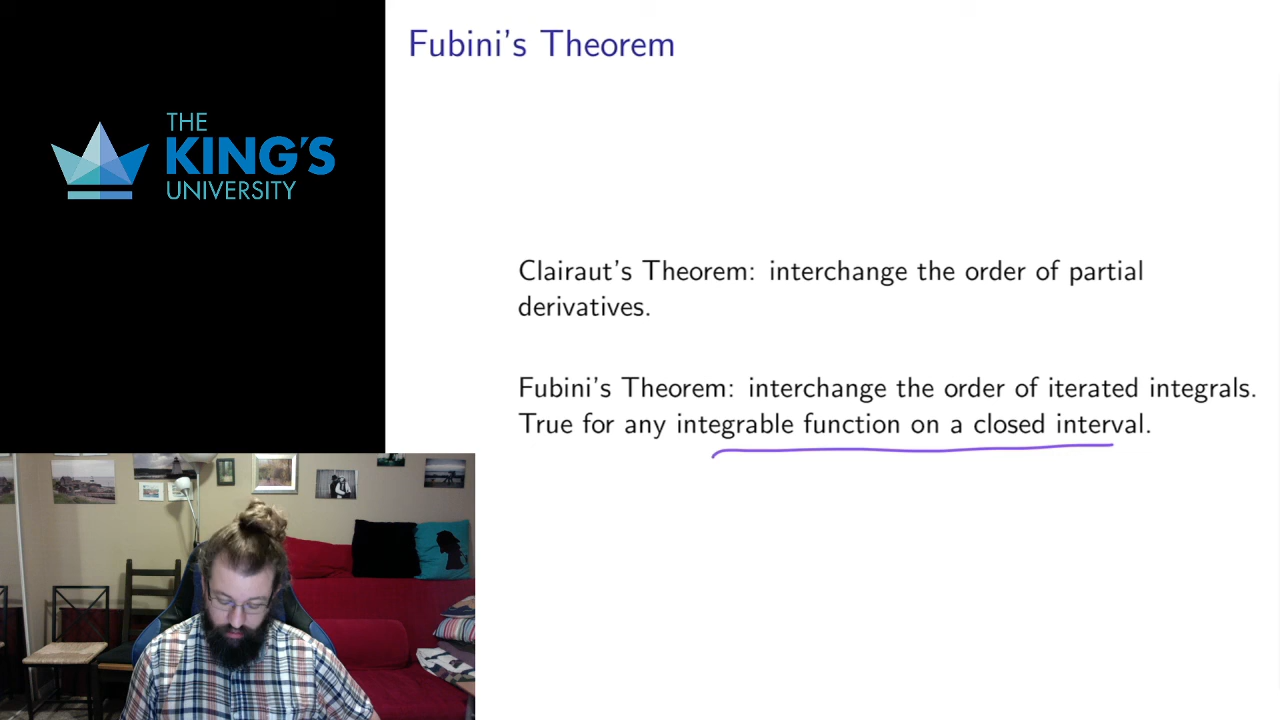 THE
KING'S
UNIVERSITY
Fubini's Theorem
Clairaut's Theorem: interchange the order of partial
derivatives.
Fubini's Theorem: interchange the order of iterated integrals.
True for any integrable function on a closed interval.